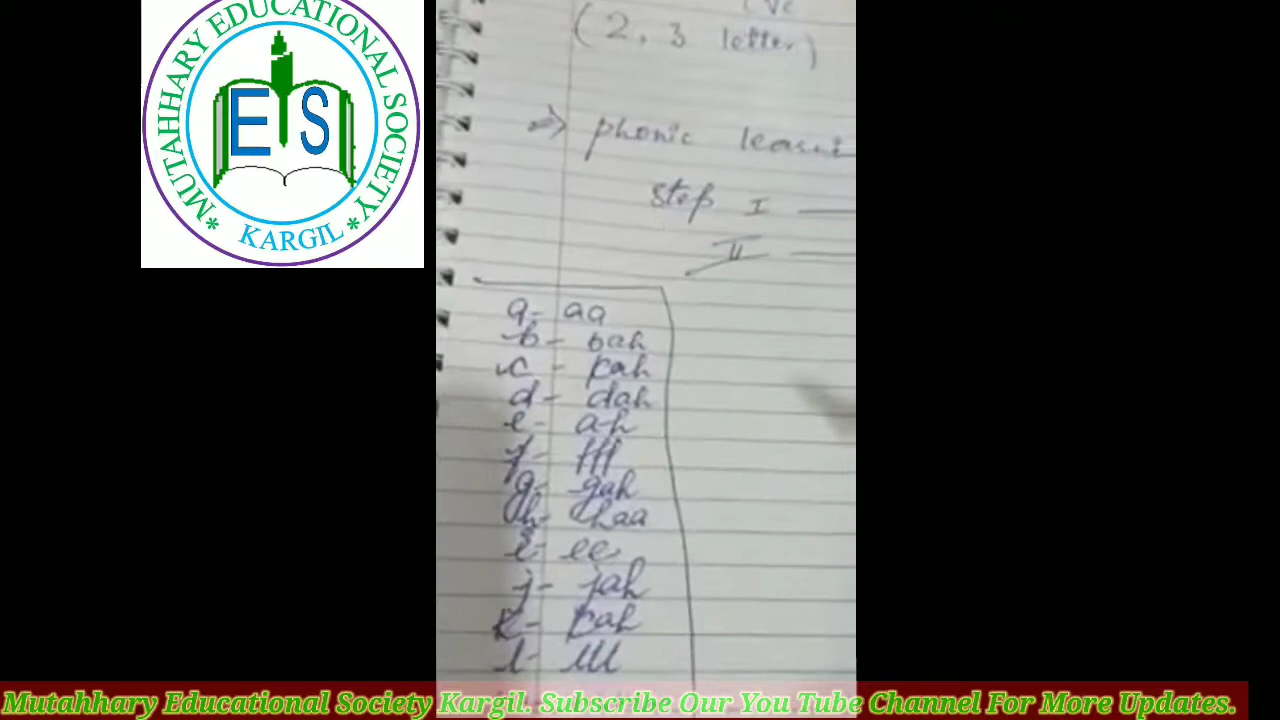 MUTAHHARY EDUCATIONAL SOCIETY
E S
* KARGIL *
(2, 3 letter)
⇒ phonic learni
step I —
II —
a- aa
b- bah
c - kah
d- dah
e- ah
f- fff
g- gah
h- haa
i- ee
j- jah
k- kah
l- lll
Mutahhary Educational Society Kargil. Subscribe Our You Tube Channel For More Updates.